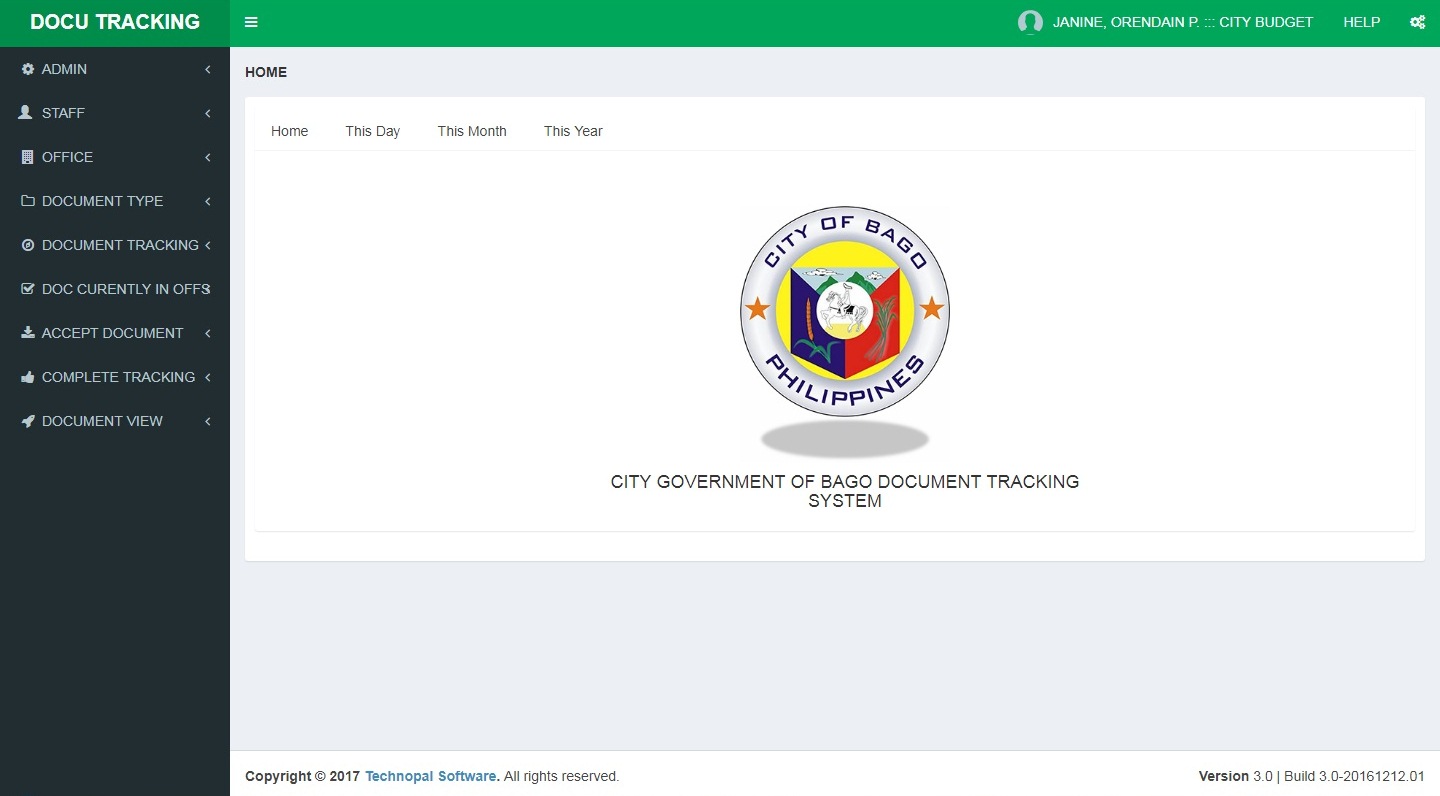 DOCU TRACKING
JANINE, ORENDAIN P. ::: CITY BUDGET
HELP
ADMIN
STAFF
OFFICE
DOCUMENT TYPE
DOCUMENT TRACKING
DOC CURENTLY IN OFFS
ACCEPT DOCUMENT
COMPLETE TRACKING
DOCUMENT VIEW
HOME
Home This Day This Month This Year
CITY OF BAGO
PHILIPPINES
CITY GOVERNMENT OF BAGO DOCUMENT TRACKING
SYSTEM
Copyright © 2017 Technopal Software. All rights reserved.
Version 3.0 | Build 3.0-20161212.01